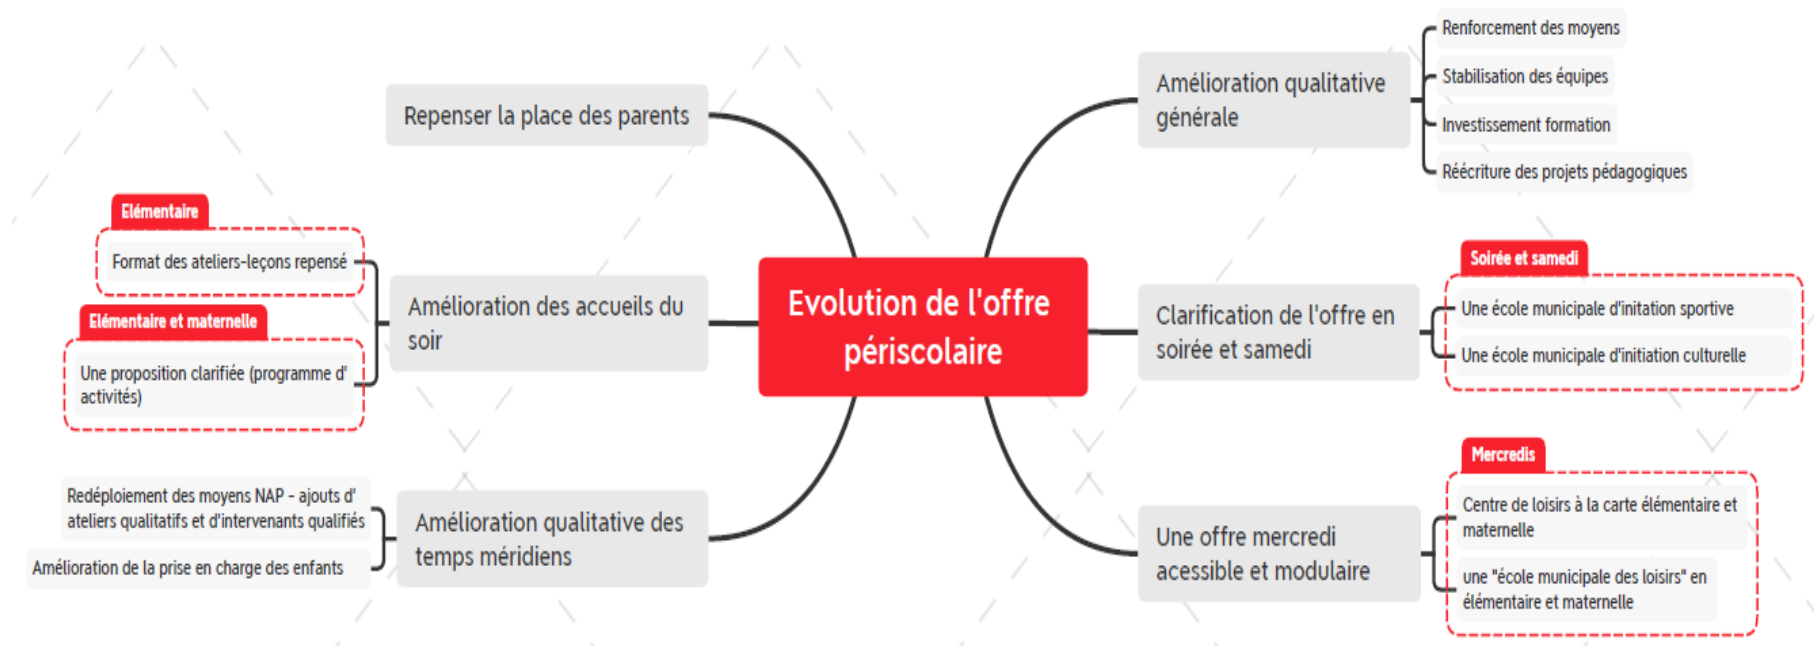 Evolution de l'offre
périscolaire
Repenser la place des parents
Elémentaire
Format des ateliers-leçons repensé
Elémentaire et maternelle
Une proposition clarifiée (programme d'
activités)
Amélioration des accueils du
soir
Redéploiement des moyens NAP - ajouts d'
ateliers qualitatifs et d'intervenants qualifiés
Amélioration de la prise en charge des enfants
Amélioration qualitative des
temps méridiens
Amélioration qualitative
générale
Renforcement des moyens
Stabilisation des équipes
Investissement formation
Réécriture des projets pédagogiques
Clarification de l'offre en
soirée et samedi
Soirée et samedi
Une école municipale d'initation sportive
Une école municipale d'initiation culturelle
Une offre mercredi
acessible et modulaire
Mercredis
Centre de loisirs à la carte élémentaire et
maternelle
une "école municipale des loisirs" en
élémentaire et maternelle